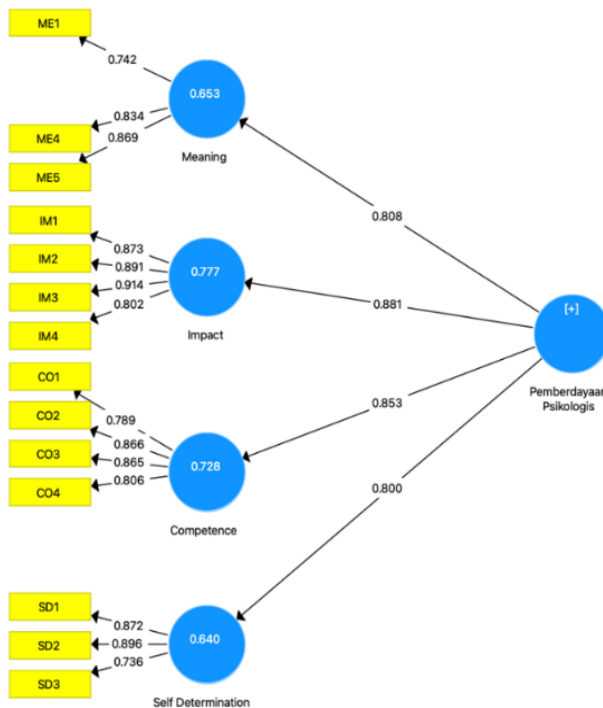 ME1
0.742
0.653
0.834
ME4
0.869
Meaning
ME5
0.808
IM1
0.873
IM2
0.891
0.777
IM3
0.914
0.881
0.802
IM4
Impact
[+]
CO1
Pemberdayaan
Psikologis
0.789
0.853
CO2
0.866
CO3
0.865
0.728
CO4
0.806
0.800
Competence
SD1
0.872
SD2
0.896
0.640
SD3
0.736
Self Determination